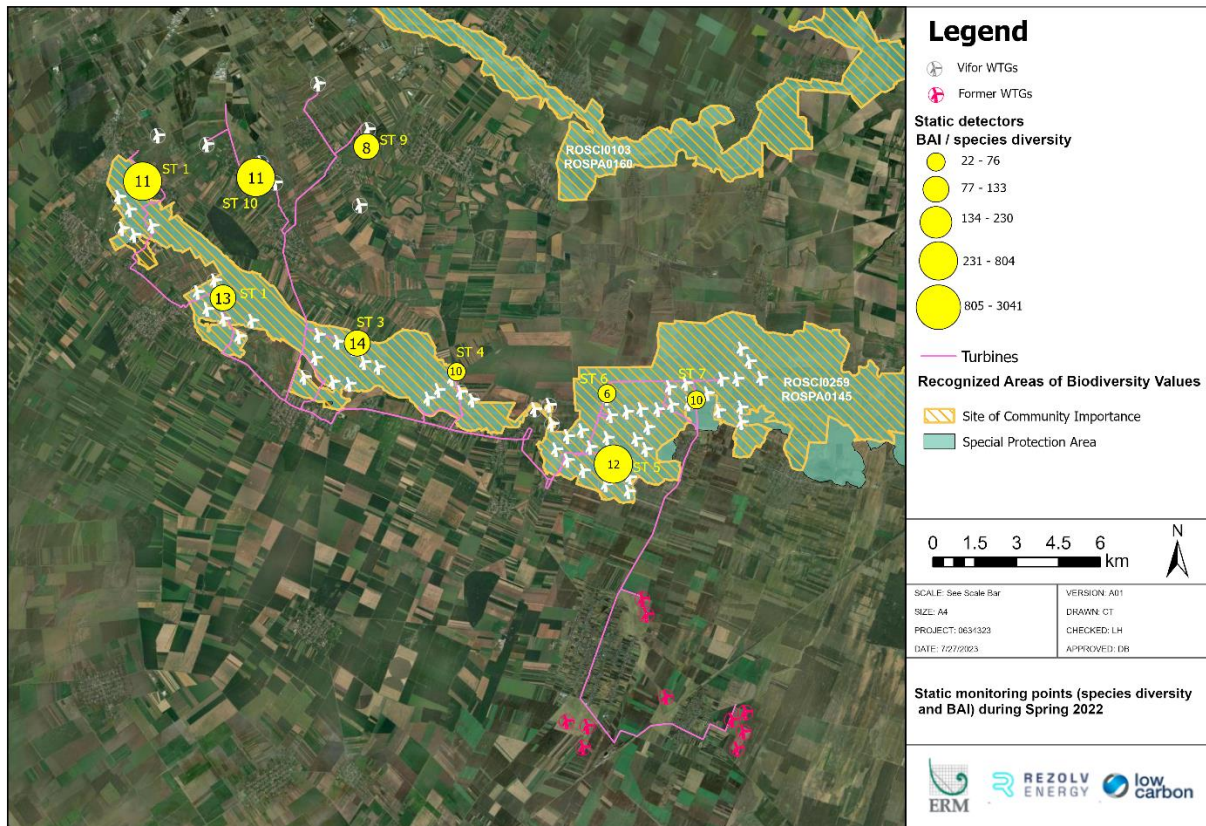 11
ST 1
11
ST 10
8
ST 9
ROSCI0103
ROSPA0160
13
ST 1
14
ST 3
10
ST 4
6
ST 6
10
ST 7
12
ST 5
ROSCI0259
ROSPA0145
Legend
Vifor WTGs
Former WTGs
Static detectors
BAI / species diversity
22 - 76
77 - 133
134 - 230
231 - 804
805 - 3041
Turbines
Recognized Areas of Biodiversity Values
Site of Community Importance
Special Protection Area
0 1.5 3 4.5 6
km
N
SCALE: See Scale Bar
SIZE: A4
PROJECT: 0634323
DATE: 7/27/2023
VERSION: A01
DRAWN: CT
CHECKED: LH
APPROVED: DB
Static monitoring points (species diversity
and BAI) during Spring 2022
ERM
REZOLV
ENERGY
low
carbon